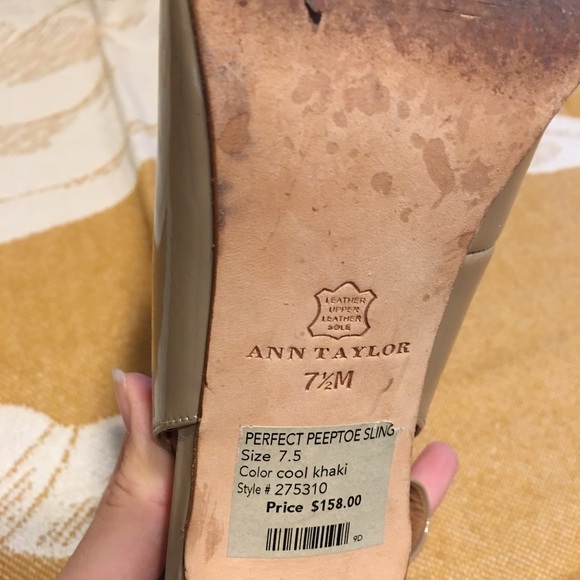 LEATHER
UPPER
LEATHER
SOLE
ANN TAYLOR
7½M
PERFECT PEEPTOE SLING
Size 7.5
Color cool khaki
Style # 275310
Price $158.00
9D